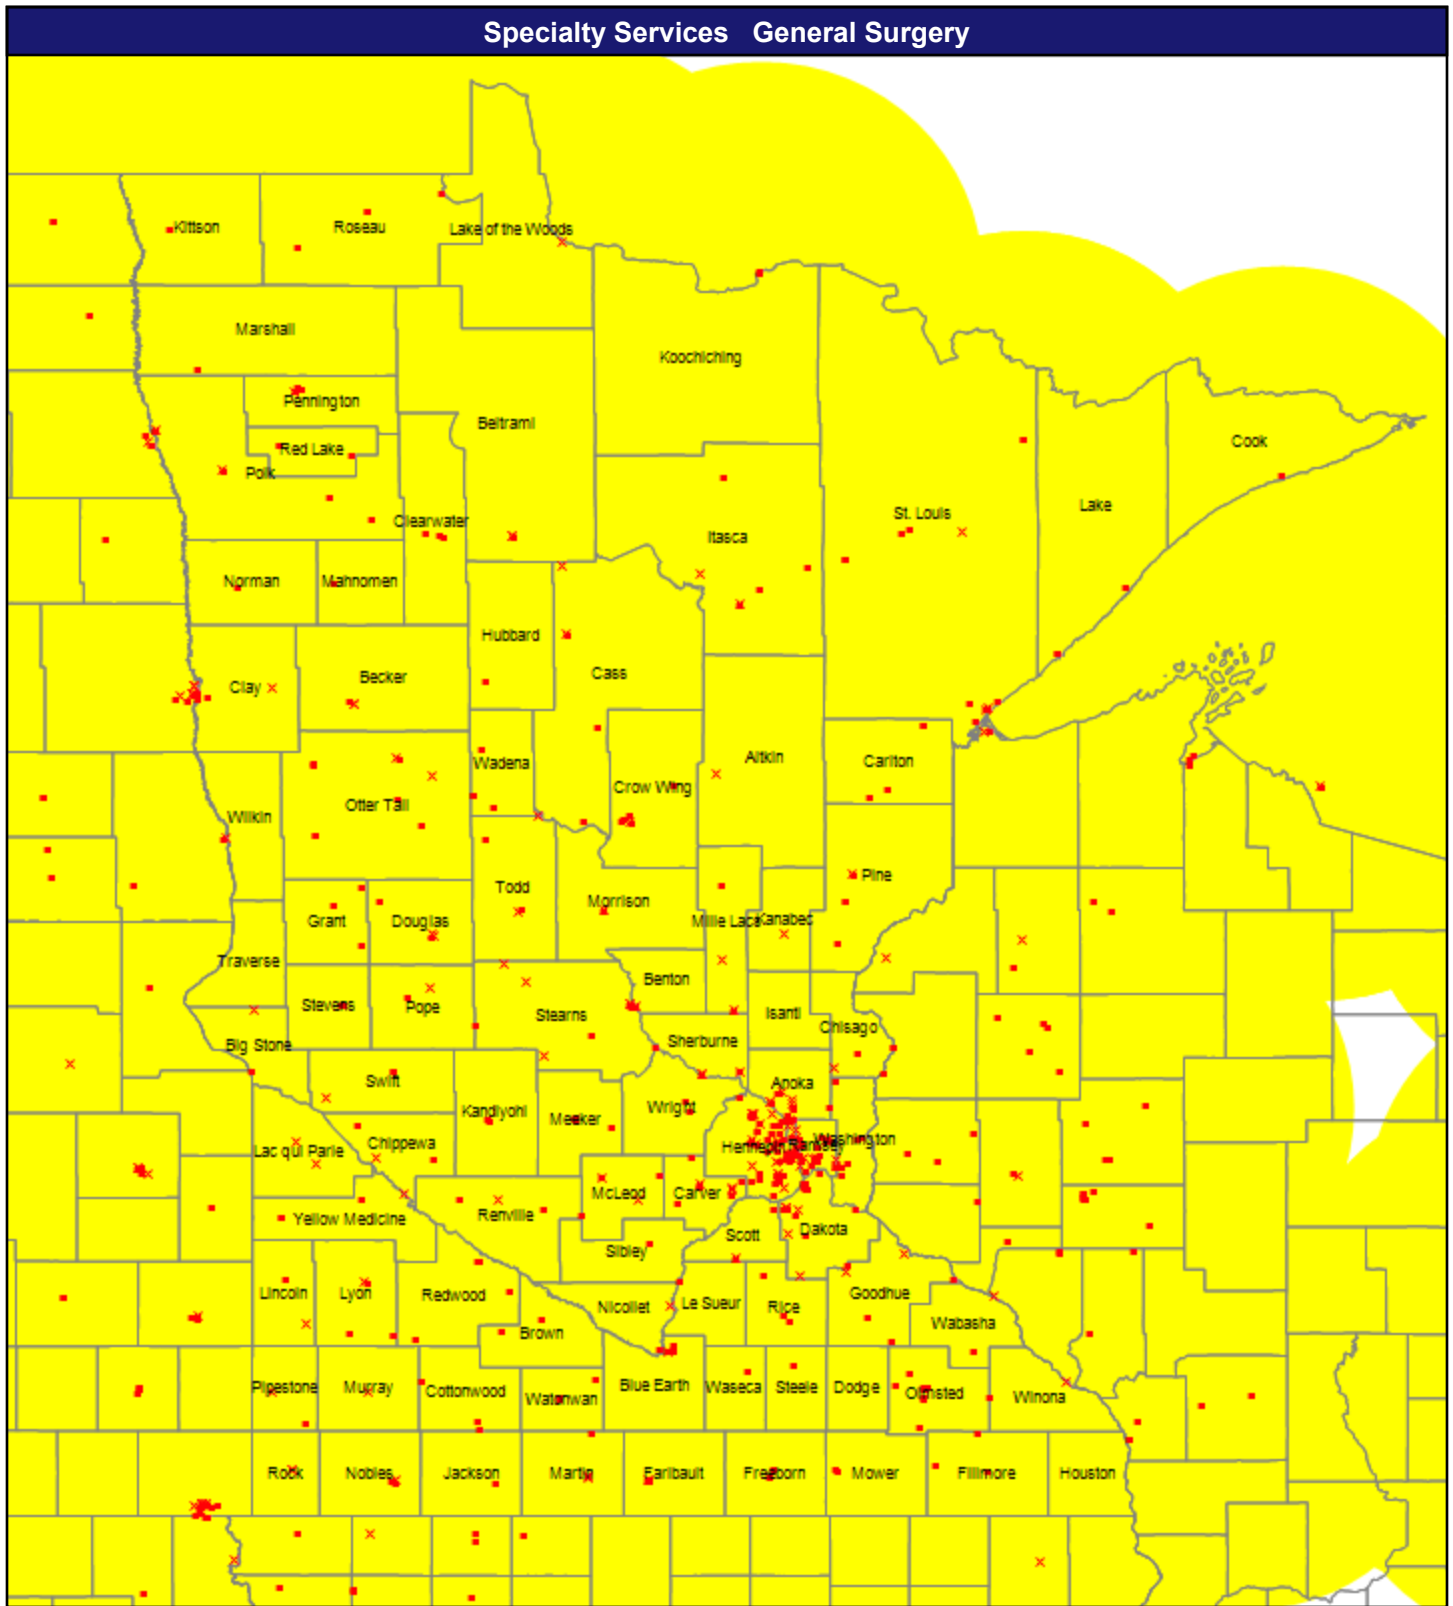 Specialty Services General Surgery
Kittson
Roseau
Lake of the Woods
Marshall
Koochiching
Pennington
Beltrami
Cook
Red Lake
Polk
Lake
Clearwater
St. Louis
Itasca
Norman
Mahnomen
Hubbard
Cass
Becker
Clay
Wadena
Aitkin
Carlton
Crow Wing
Otter Tail
Wilkin
Pine
Todd
Morrison
Grant
Douglas
Mille Lacs
Kanabec
Traverse
Benton
Stevens
Pope
Stearns
Isanti
Chisago
Big Stone
Sherburne
Swift
Anoka
Kandiyohi
Meeker
Wright
Lac qui Parle
Chippewa
Hennepin
Ramsey
Washington
McLeod
Carver
Yellow Medicine
Renville
Scott
Dakota
Sibley
Lincoln
Lyon
Redwood
Nicollet
Le Sueur
Rice
Goodhue
Brown
Wabasha
Pipestone
Murray
Cottonwood
Watonwan
Blue Earth
Waseca
Steele
Dodge
Olmsted
Winona
Rock
Nobles
Jackson
Martin
Faribault
Freeborn
Mower
Fillmore
Houston